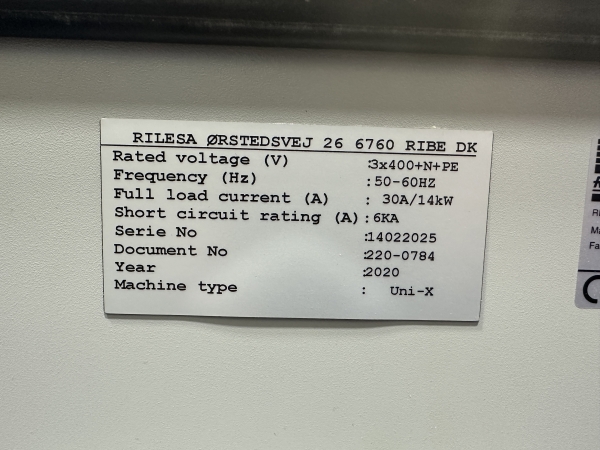 RILESA ØRSTEDSVEJ 26 6760 RIBE DK
Rated voltage (V) :3x400+N+PE
Frequency (Hz) :50-60HZ
Full load current (A) : 30A/14kW
Short circuit rating (A) :6KA
Serie No :14022025
Document No :220-0784
Year :2020
Machine type : Uni-X